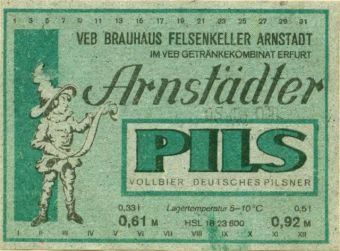 1 3 5 7 9 11 13 15 17 19 21 23 25 27 29 31
VEB BRAUHAUS FELSENKELLER ARNSTADT
IM VEB GETRÄNKEKOMBINAT ERFURT
Arnstädter
PILS
VOLLBIER DEUTSCHES PILSNER
0,33 l Lagertemperatur 5–10 °C 0,5 l
0,61 M HSL 18 23 600 0,92 M
I II III IV V VI VII VIII IX X XI XII